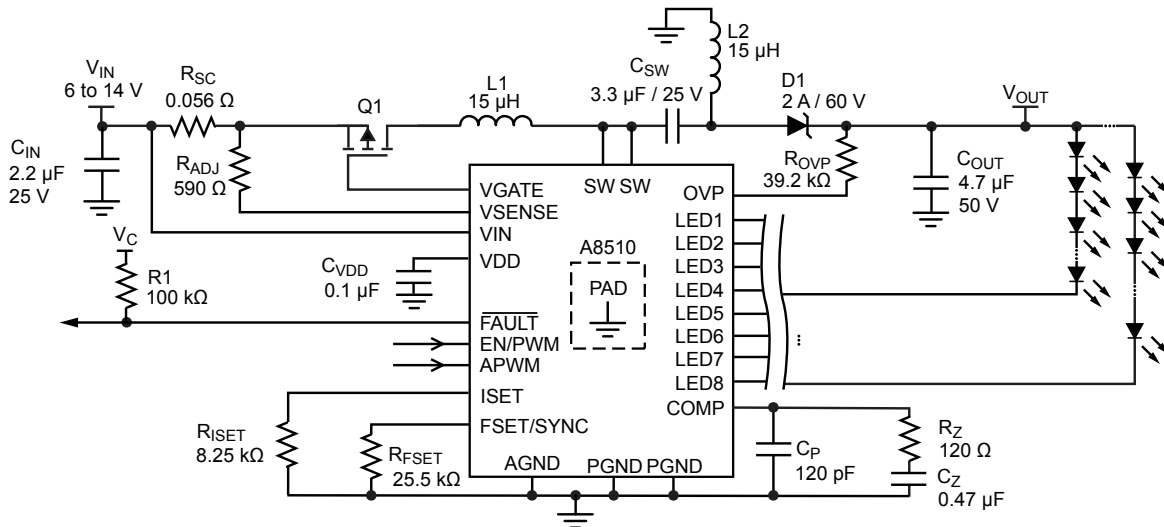 V_IN
6 to 14 V
R_SC
0.056 Ω
Q1
L1
15 µH
C_SW
3.3 µF / 25 V
L2
15 µH
D1
2 A / 60 V
V_OUT
C_IN
2.2 µF
25 V
R_ADJ
590 Ω
R_OVP
39.2 kΩ
C_OUT
4.7 µF
50 V
V_C
R1
100 kΩ
C_VDD
0.1 µF
VGATE
VSENSE
VIN
VDD
FAULT
EN/PWM
APWM
ISET
FSET/SYNC
AGND
PGND PGND
SW SW
A8510
PAD
OVP
LED1
LED2
LED3
LED4
LED5
LED6
LED7
LED8
COMP
...
R_ISET
8.25 kΩ
R_FSET
25.5 kΩ
C_P
120 pF
R_Z
120 Ω
C_Z
0.47 µF